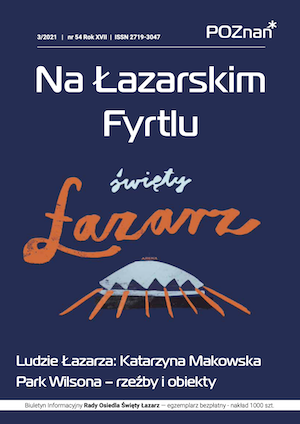 3/2021 | nr 54 Rok XVII | ISSN 2719-3047
POZnan*
Na Łazarskim
Fyrtlu
święty
Łazarz
Ludzie Łazarza: Katarzyna Makowska
Park Wilsona – rzeźby i obiekty
Biuletyn Informacyjny Rady Osiedla Święty Łazarz — egzemplarz bezpłatny - nakład 1000 szt.